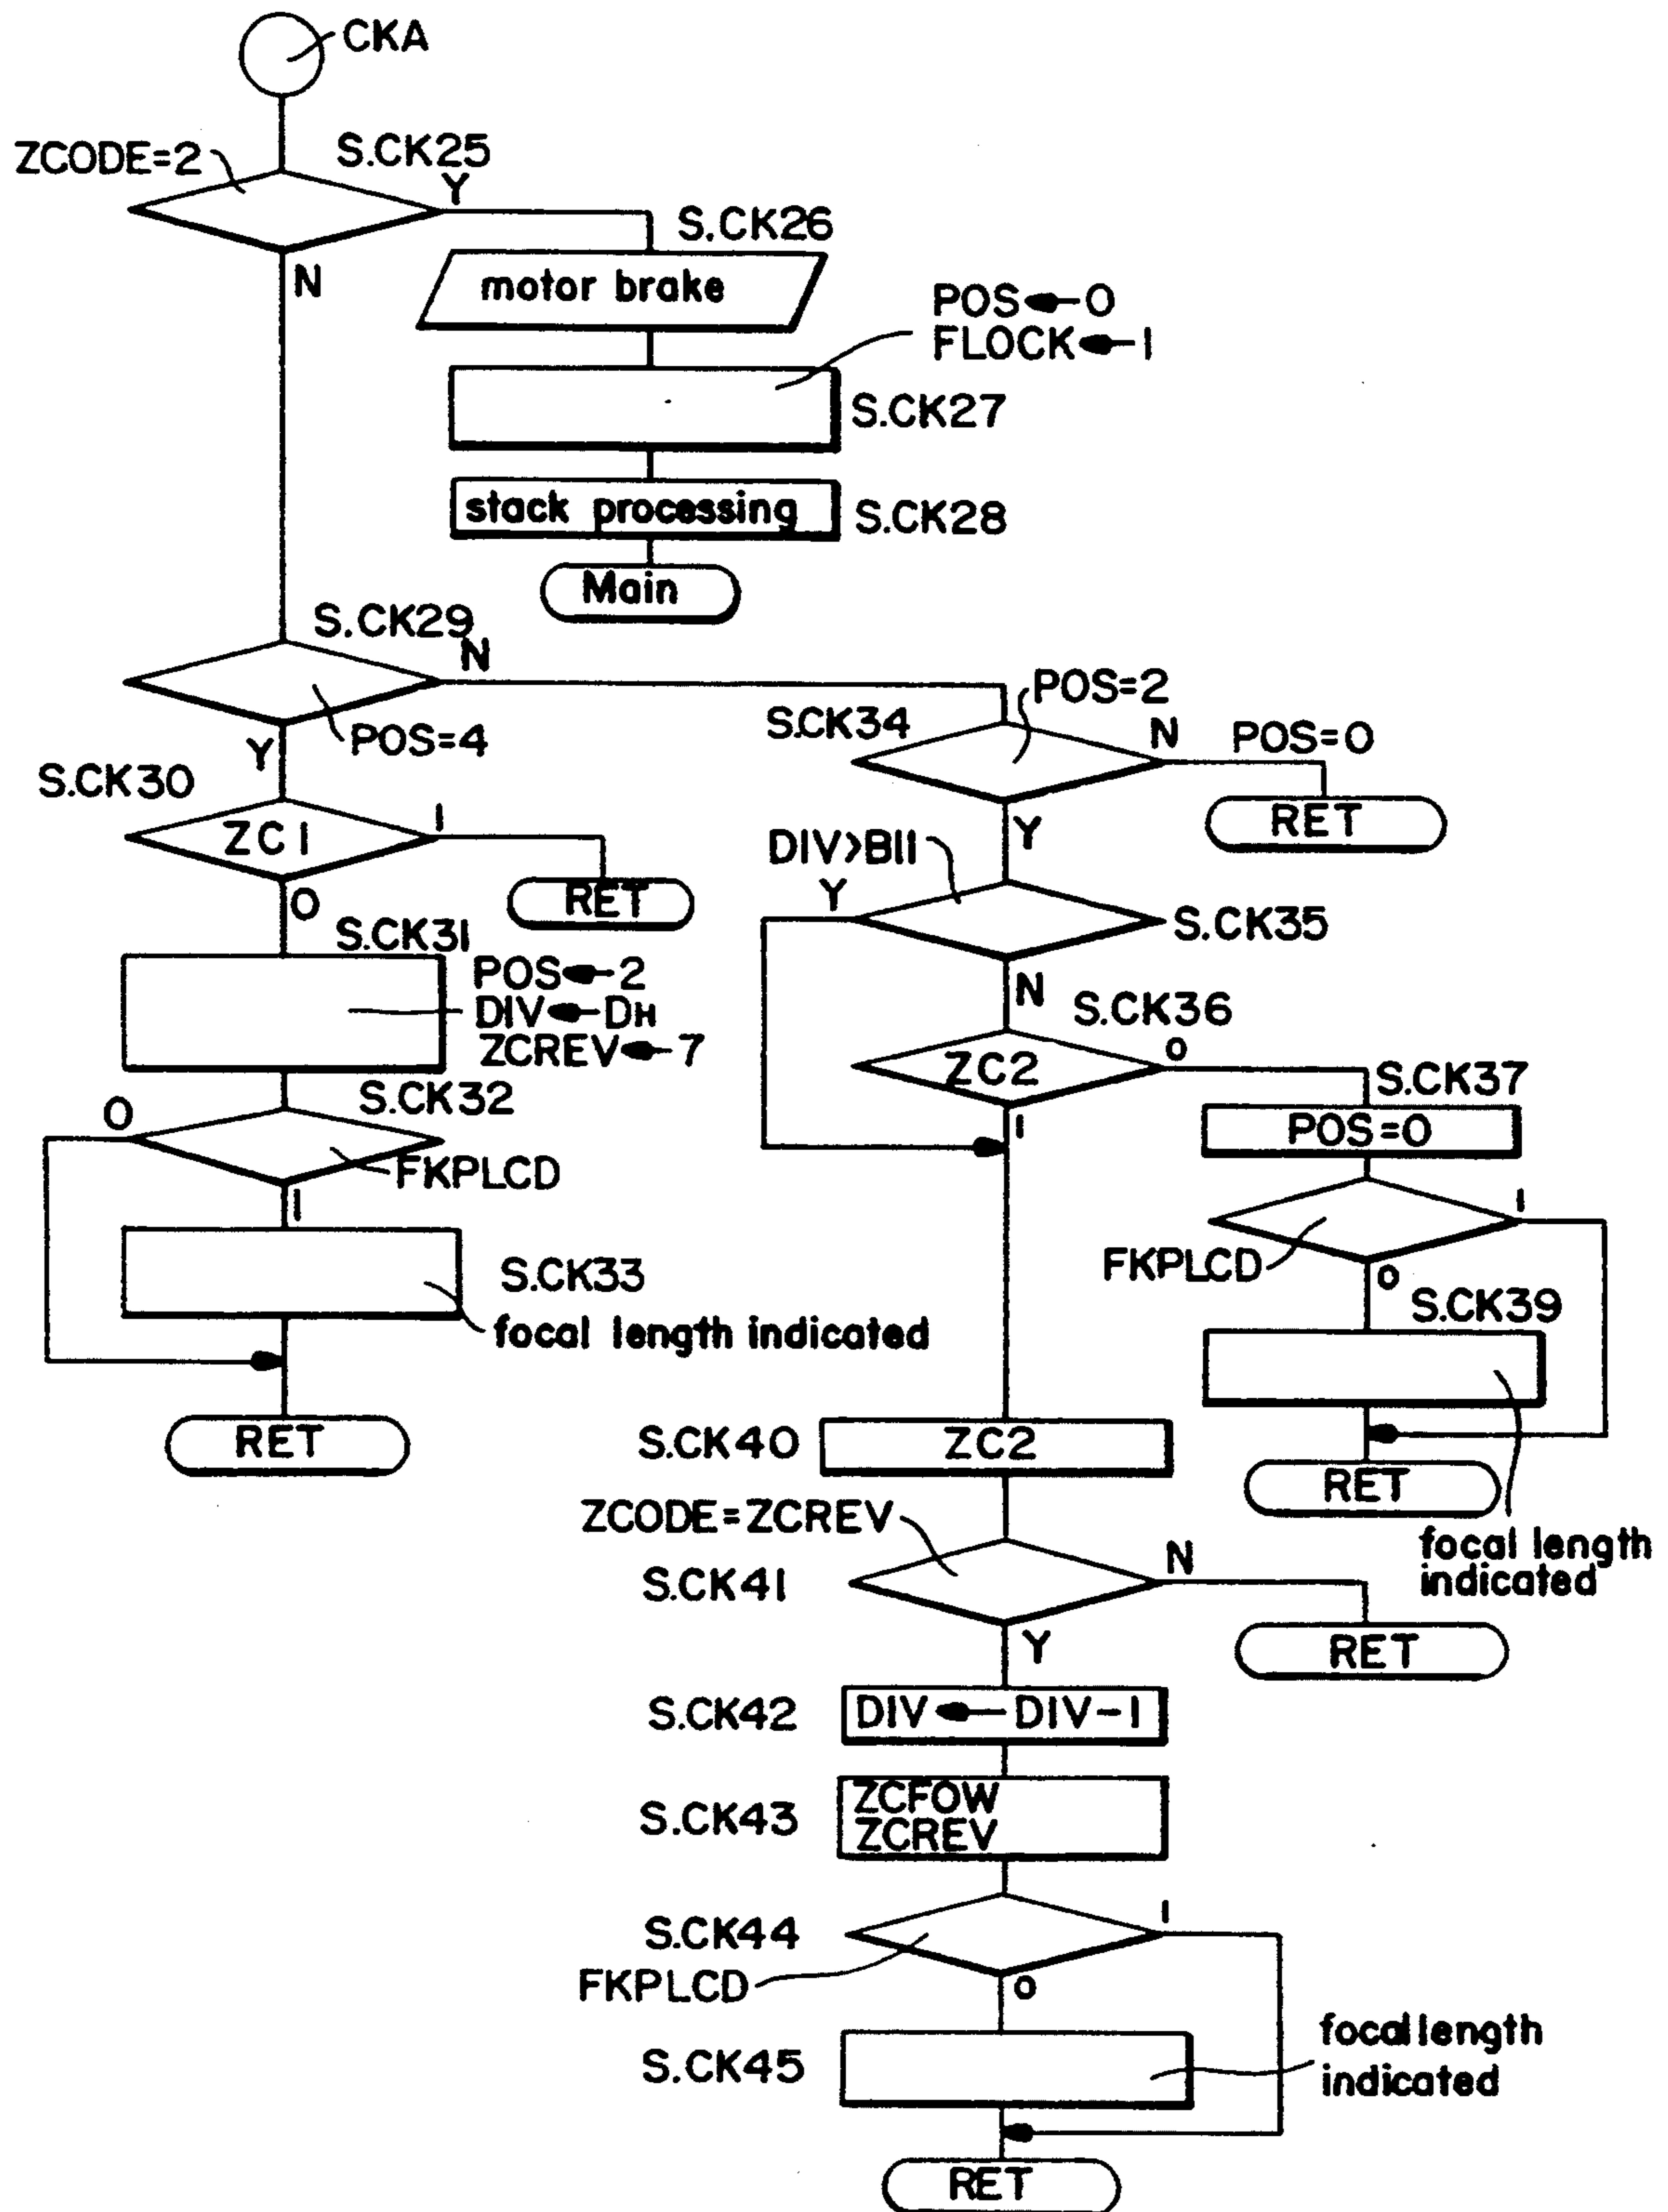 CKA
ZCODE=2
S.CK25
Y
N
S.CK26
motor brake
POS←0
FLOCK←1
S.CK27
stack processing
S.CK28
Main
S.CK29
N
POS=4
Y
S.CK30
ZC1
1
RET
0
S.CK31
POS←2
DIV←DH
ZCREV←7
S.CK32
0
FKPLCD
1
S.CK33
focal length indicated
RET
POS=2
S.CK34
N
POS=0
RET
Y
DIV>B11
Y
S.CK35
N
S.CK36
ZC2
0
1
S.CK37
POS=0
1
FKPLCD
0
S.CK39
RET
focal length
indicated
S.CK40
ZC2
ZCODE=ZCREV
N
S.CK41
RET
Y
S.CK42
DIV←DIV-1
S.CK43
ZCFOW
ZCREV
1
S.CK44
FKPLCD
0
focal length
indicated
S.CK45
RET